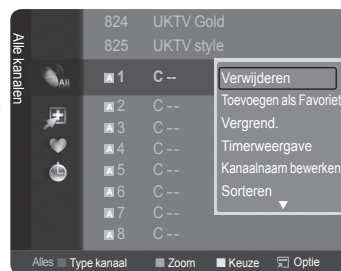 Alle kanalen
824 UKTV Gold
825 UKTV style
All
A 1 C --
A 2 C --
A 3 C --
A 4 C --
A 5 C --
A 6 C --
A 7 C --
A 8 C --
Verwijderen
Toevoegen als Favoriet
Vergrend.
Timerweergave
Kanaalnaam bewerken
Sorteren
Alles Type kanaal Zoom Keuze Optie